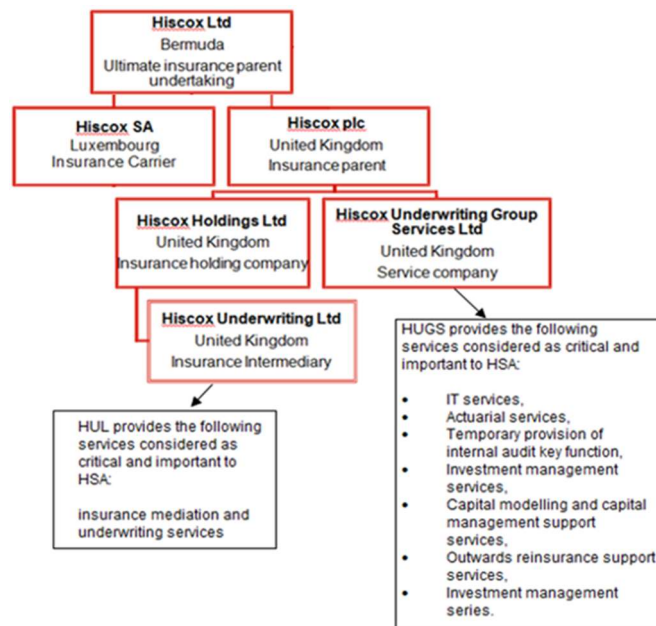 Hiscox Ltd
Bermuda
Ultimate insurance parent
undertaking
Hiscox SA
Luxembourg
Insurance Carrier
Hiscox plc
United Kingdom
Insurance parent
Hiscox Holdings Ltd
United Kingdom
Insurance holding company
Hiscox Underwriting Group
Services Ltd
United Kingdom
Service company
Hiscox Underwriting Ltd
United Kingdom
Insurance Intermediary
HUL provides the following
services considered as
critical and important to
HSA:
insurance mediation and
underwriting services
HUGS provides the following
services considered as critical and
important to HSA:
• IT services,
• Actuarial services,
• Temporary provision of
internal audit key function,
• Investment management
services,
• Capital modelling and capital
management support
services,
• Outwards reinsurance support
services,
• Investment management
series.